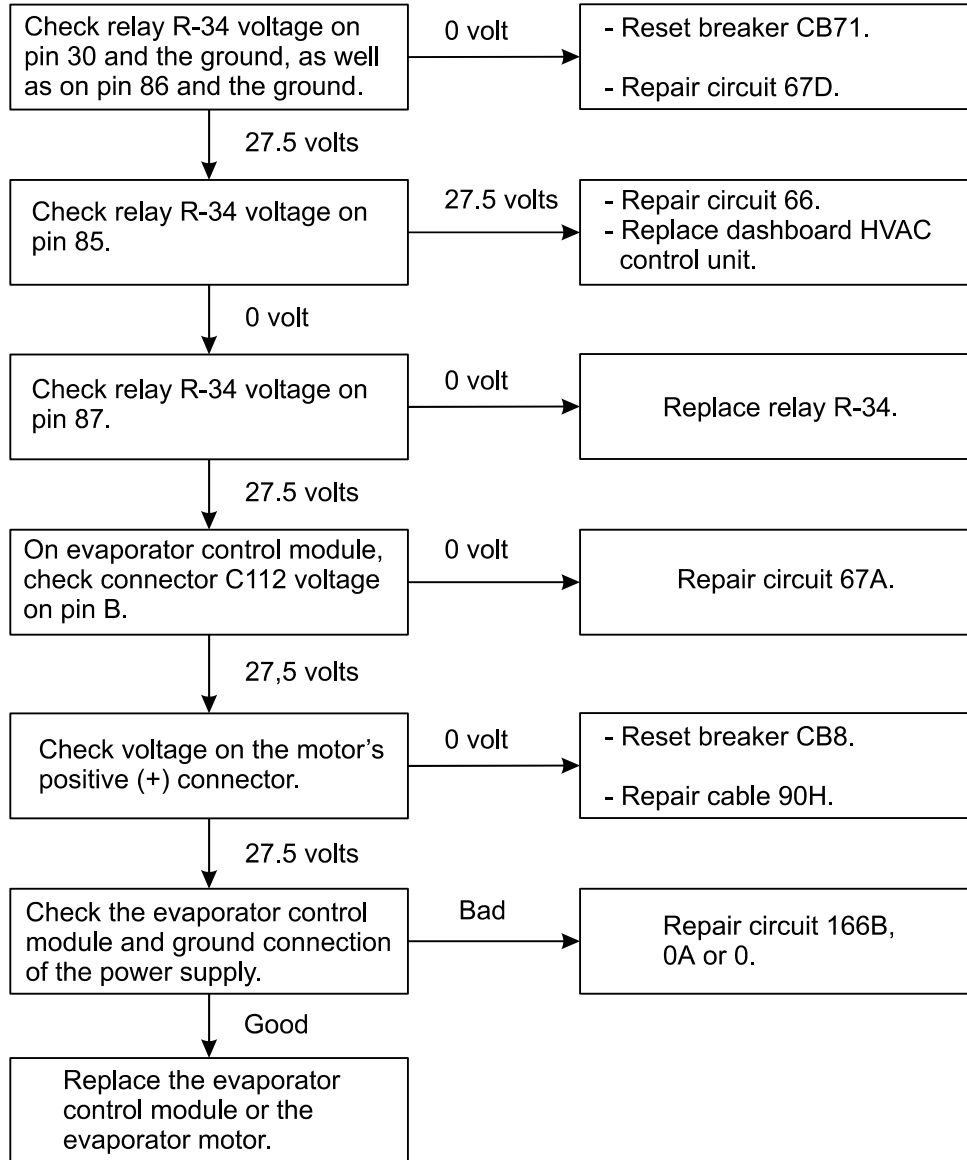 Check relay R-34 voltage on
pin 30 and the ground, as well
as on pin 86 and the ground.
0 volt
- Reset breaker CB71.
- Repair circuit 67D.
27.5 volts
Check relay R-34 voltage on
pin 85.
27.5 volts
- Repair circuit 66.
- Replace dashboard HVAC
control unit.
0 volt
Check relay R-34 voltage on
pin 87.
0 volt
Replace relay R-34.
27.5 volts
On evaporator control module,
check connector C112 voltage
on pin B.
0 volt
Repair circuit 67A.
27,5 volts
Check voltage on the motor's
positive (+) connector.
0 volt
- Reset breaker CB8.
- Repair cable 90H.
27.5 volts
Check the evaporator control
module and ground connection
of the power supply.
Bad
Repair circuit 166B,
0A or 0.
Good
Replace the evaporator
control module or the
evaporator motor.